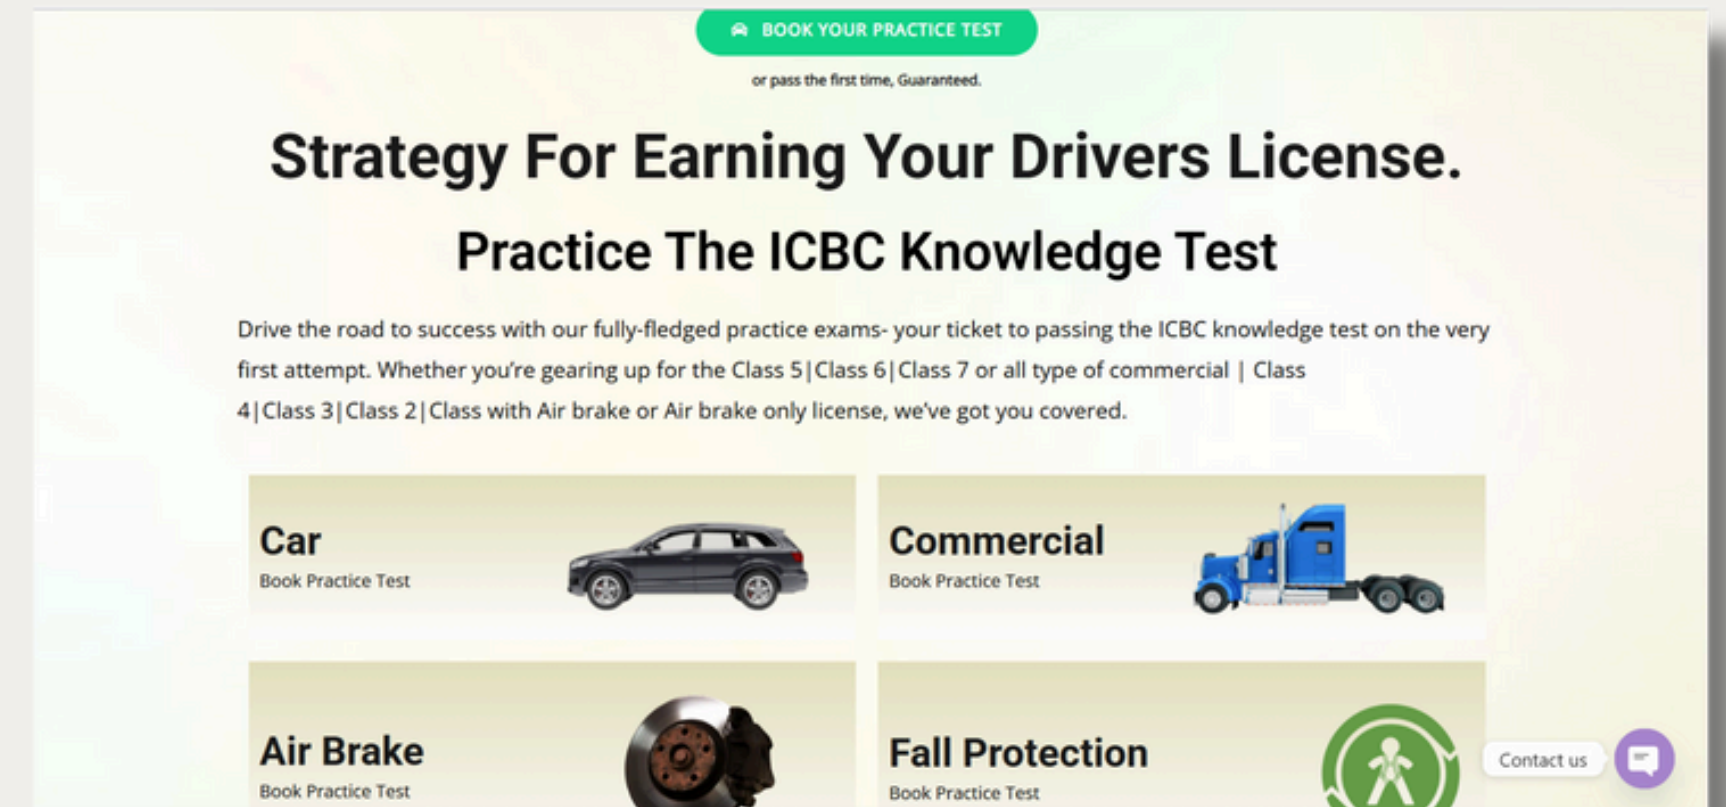 BOOK YOUR PRACTICE TEST
or pass the first time, Guaranteed.
Strategy For Earning Your Drivers License.
Practice The ICBC Knowledge Test
Drive the road to success with our fully-fledged practice exams- your ticket to passing the ICBC knowledge test on the very
first attempt. Whether you’re gearing up for the Class 5|Class 6|Class 7 or all type of commercial | Class
4|Class 3|Class 2|Class with Air brake or Air brake only license, we’ve got you covered.
Car
Book Practice Test
Commercial
Book Practice Test
Air Brake
Book Practice Test
Fall Protection
Book Practice Test
Contact us